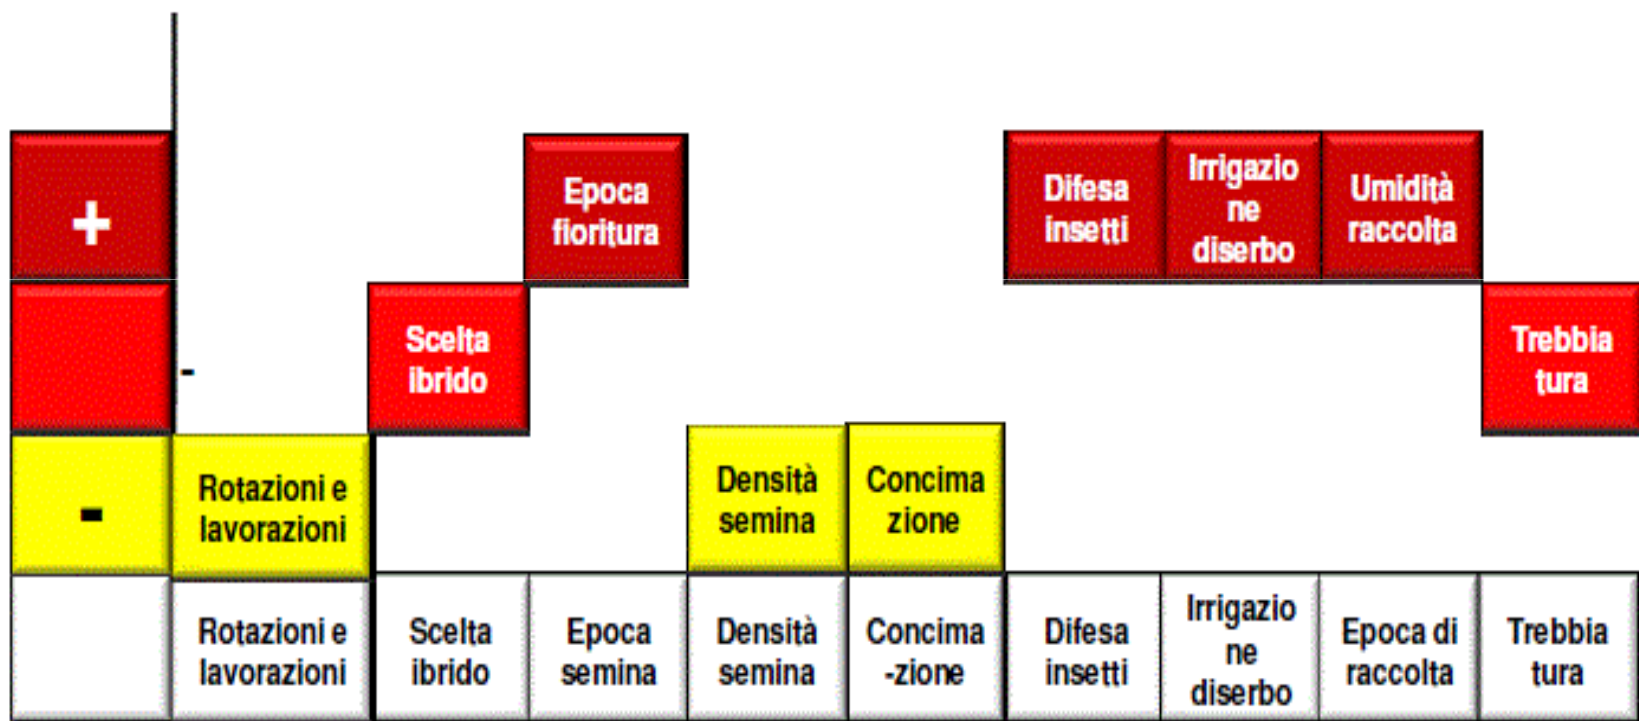 +
Epoca
fioritura
Difesa
insetti
Irrigazio
ne
diserbo
Umidità
raccolta
-
Scelta
ibrido
Trebbia
tura
-
Rotazioni e
lavorazioni
Densità
semina
Concima
zione
Rotazioni e
lavorazioni
Scelta
ibrido
Epoca
semina
Densità
semina
Concima
-zione
Difesa
insetti
Irrigazio
ne
diserbo
Epoca di
raccolta
Trebbia
tura